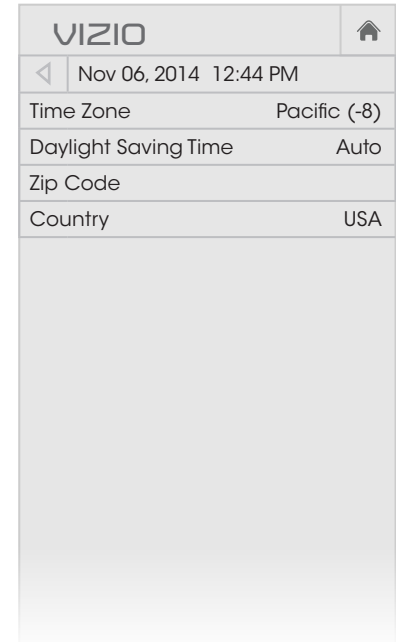 VIZIO
Nov 06, 2014 12:44 PM
Time Zone Pacific (-8)
Daylight Saving Time Auto
Zip Code
Country USA